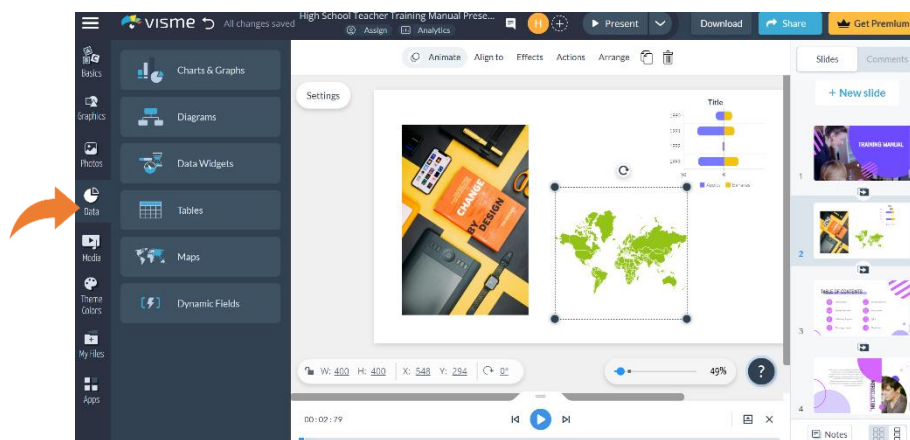 visme
All changes saved
High School Teacher Training Manual Prese...
Assign
Analytics
H
Present
Download
Share
Get Premium
Basics
Graphics
Photos
Data
Media
Theme
Colors
My Files
Apps
Charts & Graphs
Diagrams
Data Widgets
Tables
Maps
Dynamic Fields
Animate Align to Effects Actions Arrange
Settings
Title
CHANGE
BY
DESIGN
W: 400 H: 400 X: 548 Y: 294 0°
49%
?
00:02:79
Slides Comments
+ New slide
TRAINING MANUAL
1
2
TABLE OF CONTENTS
3
4
Notes